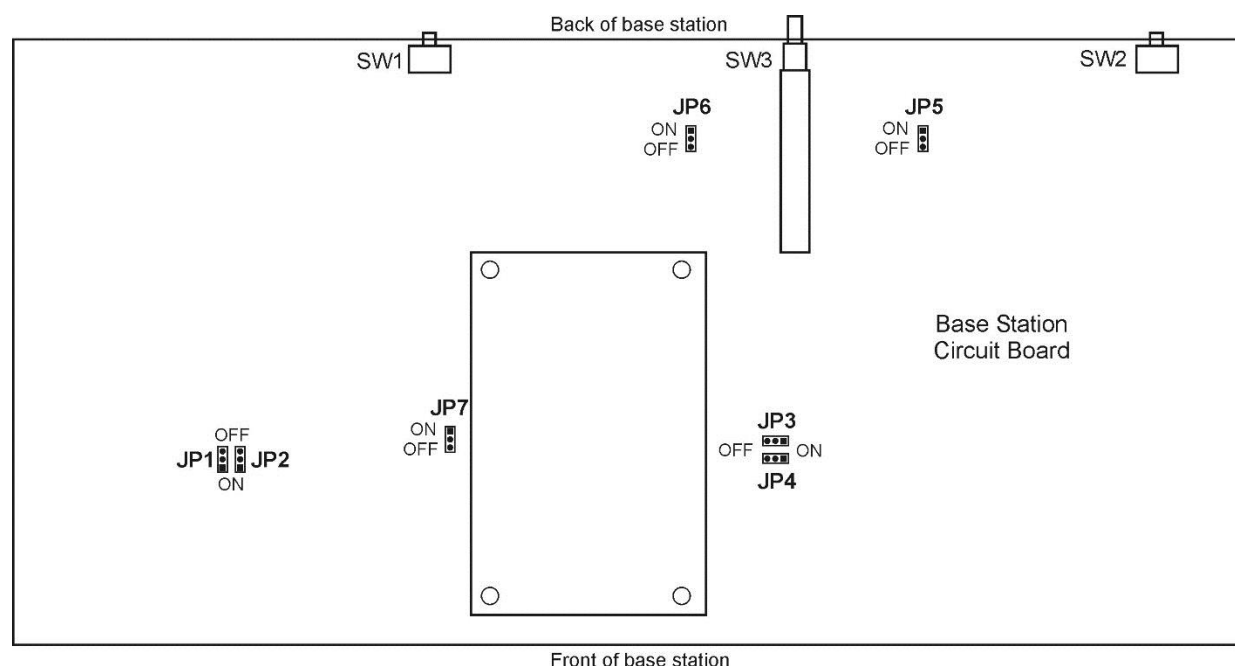 Back of base station
SW1
SW3
SW2
JP6
ON
OFF
JP5
ON
OFF
Base Station
Circuit Board
JP7
ON
OFF
JP3
OFF
ON
JP4
OFF
JP1
JP2
ON
Front of base station